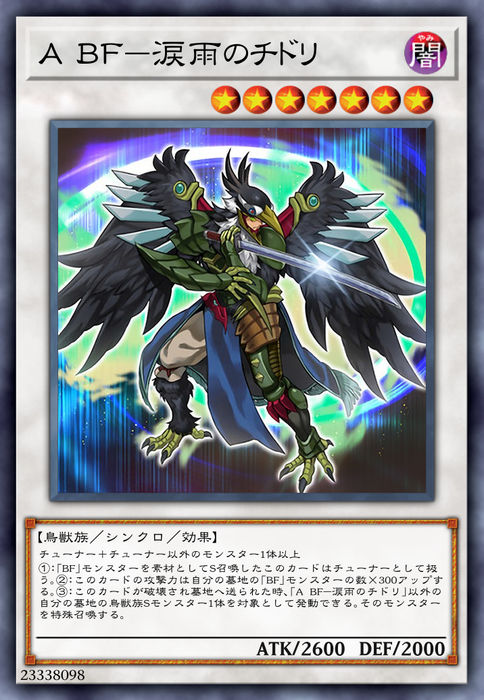 A BF－涙雨のチドリ
やみ
闇
【鳥獣族／シンクロ／効果】
チューナー＋チューナー以外のモンスター1体以上
①：「BF」モンスターを素材としてS召喚したこのカードはチューナーとして扱
う。②：このカードの攻撃力は自分の墓地の「BF」モンスターの数×300アップす
る。③：このカードが破壊され墓地へ送られた時、「A BF－涙雨のチドリ」以外の
自分の墓地の鳥獣族Sモンスター1体を対象として発動できる。そのモンスター
を特殊召喚する。
ATK/2600 DEF/2000
23338098